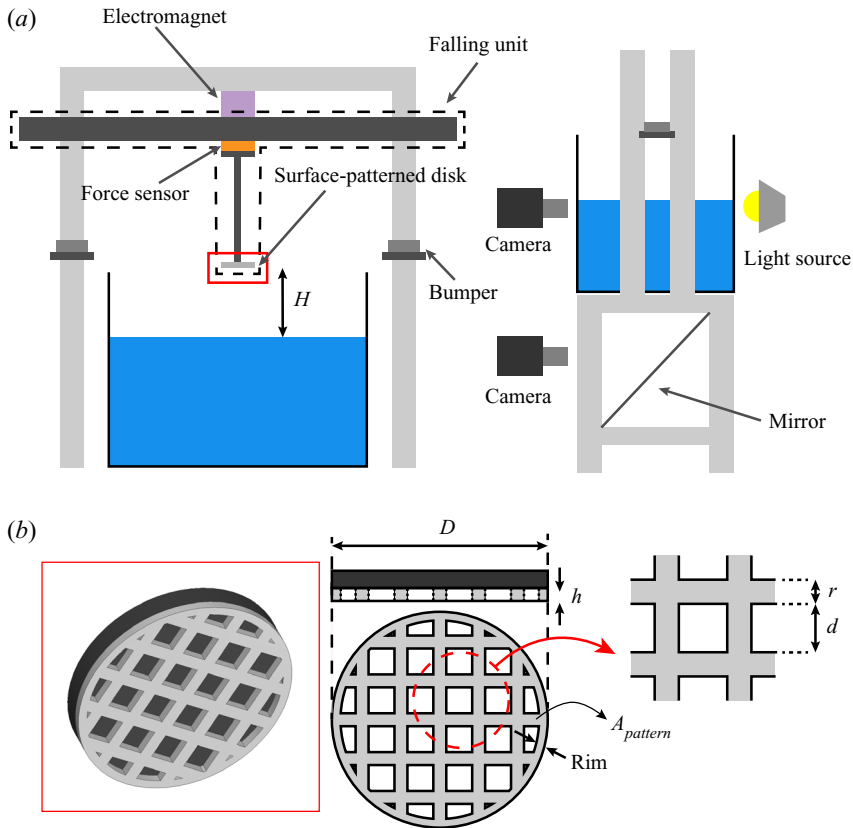 (a)
Electromagnet
Falling unit
Force sensor
Surface-patterned disk
H
Bumper
Camera
Light source
Camera
Mirror
(b)
D
h
r
d
A_pattern
Rim